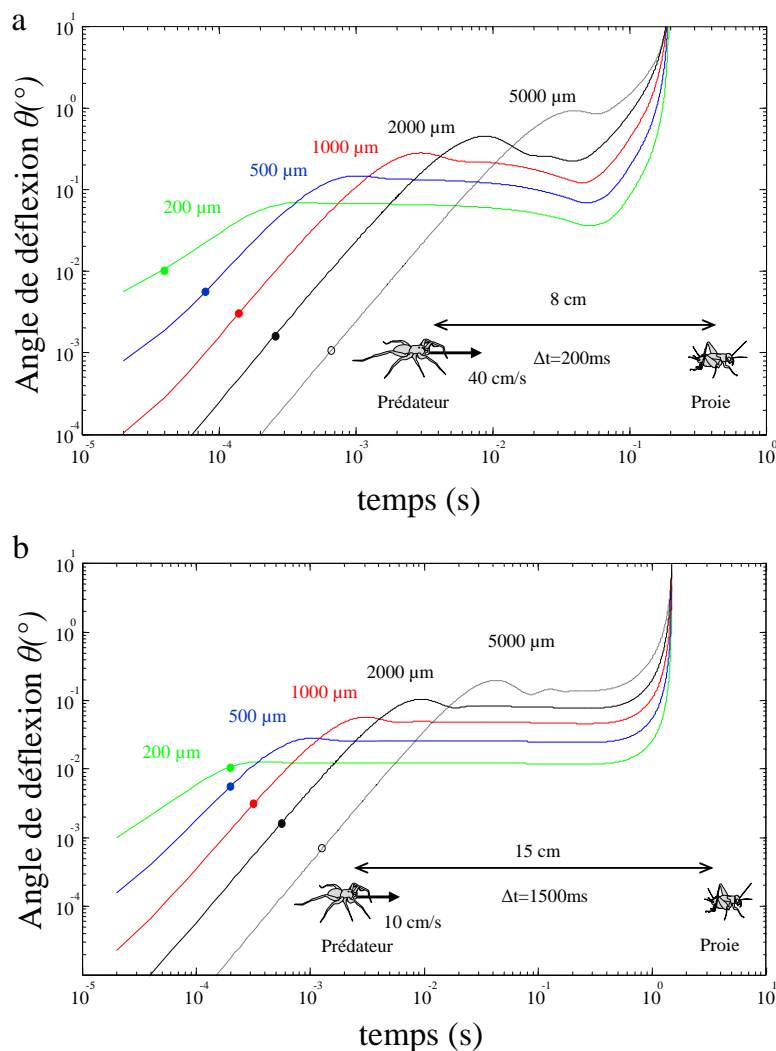 a
Angle de déflexion θ(°)
10^1
10^0
10^-1
10^-2
10^-3
10^-4
5000 µm
2000 µm
1000 µm
500 µm
200 µm
8 cm
40 cm/s
Δt=200ms
Prédateur
Proie
10^-5
10^-4
10^-3
10^-2
10^-1
10^0
temps (s)
b
Angle de déflexion θ(°)
10^1
10^0
10^-1
10^-2
10^-3
10^-4
5000 µm
2000 µm
1000 µm
500 µm
200 µm
15 cm
10 cm/s
Δt=1500ms
Prédateur
Proie
10^-5
10^-4
10^-3
10^-2
10^-1
10^0
10^1
temps (s)